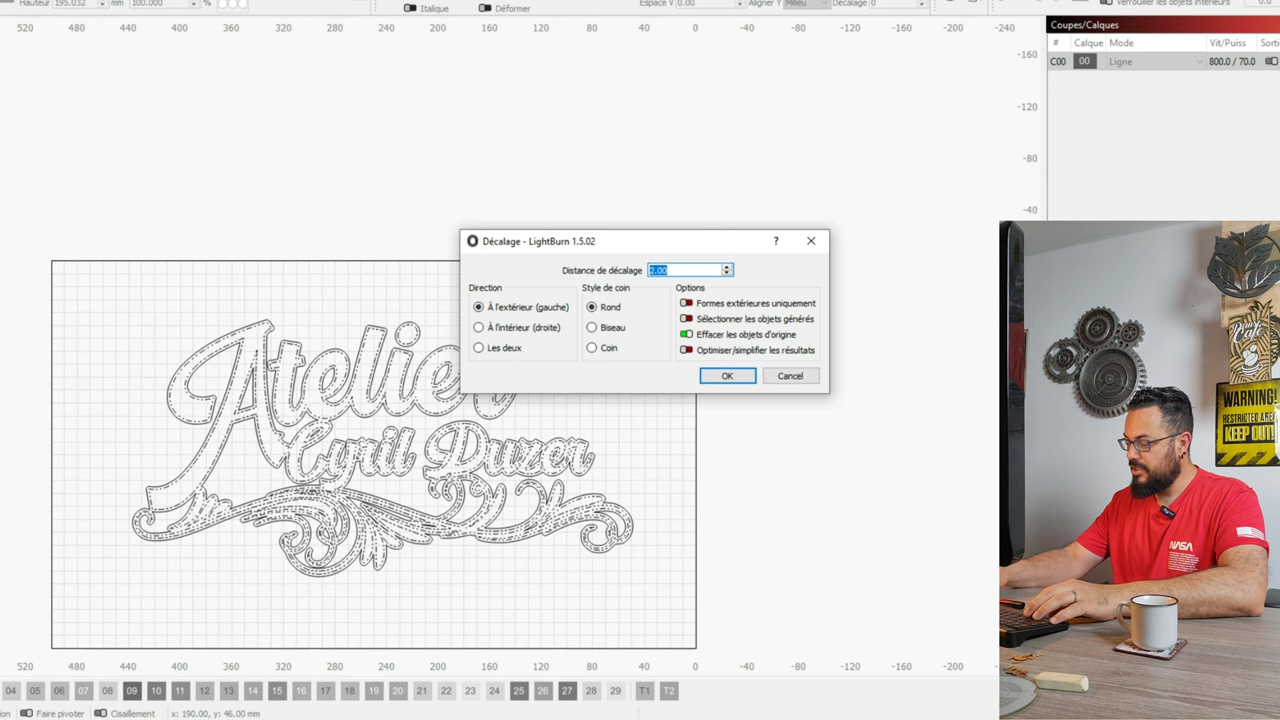 Hauteur 195.032 mm 100.000 %
Italique Déformer
Espace V 0.00 Aligner Y Milieu Décalage 0
Verrouiller les objets intérieurs 0.0
520 480 440 400 360 320 280 240 200 160 120 80 40 0 -40 -80 -120 -160 -200 -240
Coupes/Calques
# Calque Mode Vit/Puiss Sorti
C00 00 Ligne 800.0 / 70.0
-160
-120
-80
-40
Décalage - LightBurn 1.5.02 ?
Distance de décalage 2.00
Direction Style de coin Options
À l'extérieur (gauche) Rond Formes extérieures uniquement
Sélectionner les objets générés
À l'intérieur (droite) Biseau Effacer les objets d'origine
Les deux Coin Optimiser/simplifier les résultats
OK Cancel
Atelier
Cyril Duzer
Café
WARNING!
RESTRICTED AREA
KEEP OUT!
NASA
520 480 440 400 360 320 280 240 200 160 120 80 40 0 -40 -80 -120 -160 -200
04 05 06 07 08 09 10 11 12 13 14 15 16 17 18 19 20 21 22 23 24 25 26 27 28 29 T1 T2
ion Faire pivoter Cisaillement x: 190.00, y: 46.00 mm